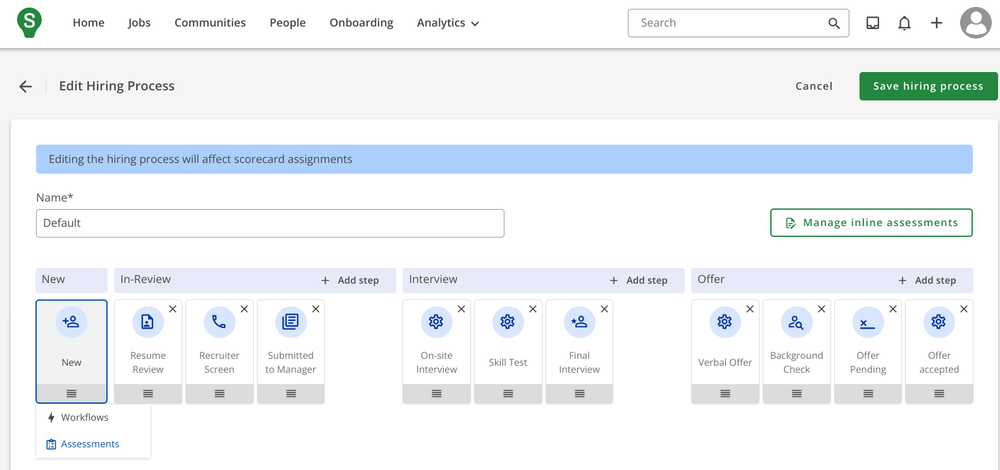 S
Home Jobs Communities People Onboarding Analytics Search
Edit Hiring Process Cancel Save hiring process
Editing the hiring process will affect scorecard assignments
Name*
Default
Manage inline assessments
New In-Review + Add step Interview + Add step Offer + Add step
New
Resume
Review
Recruiter
Screen
Submitted
to Manager
On-site
Interview
Skill Test
Final
Interview
Verbal Offer
Background
Check
Offer
Pending
Offer
accepted
Workflows
Assessments